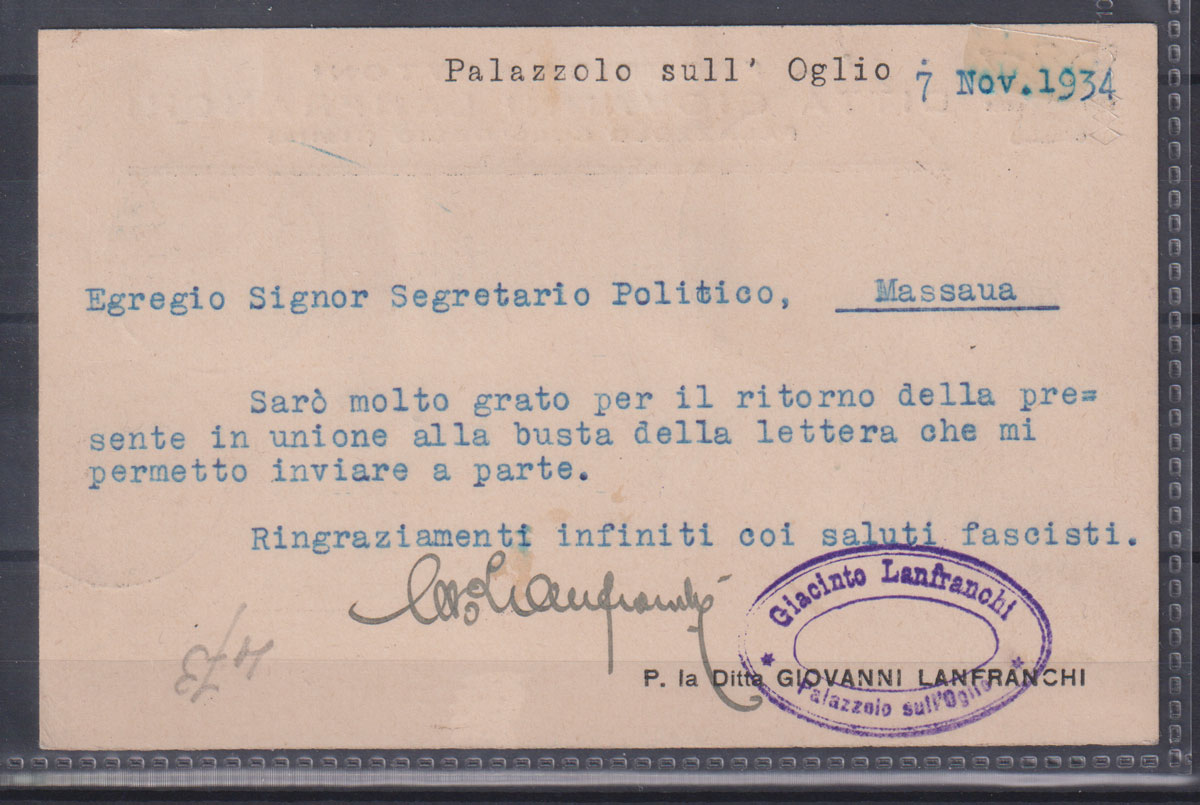 Palazzolo sull' Oglio 7 Nov. 1934
Egregio Signor Segretario Politico, Massaua
Sarò molto grato per il ritorno della pre=
sente in unione alla busta della lettera che mi
permetto inviare a parte.
Ringraziamenti infiniti coi saluti fascisti.
Lanfranchi
Giacinto Lanfranchi
P. la Ditta GIOVANNI LANFRANCHI
Palazzolo sull'Oglio